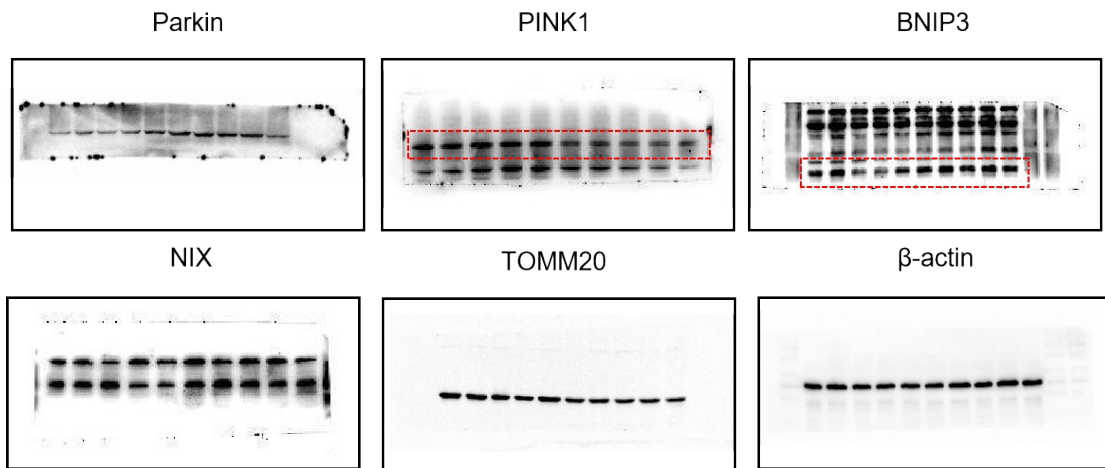 Parkin
PINK1
BNIP3
NIX
TOMM20
β-actin